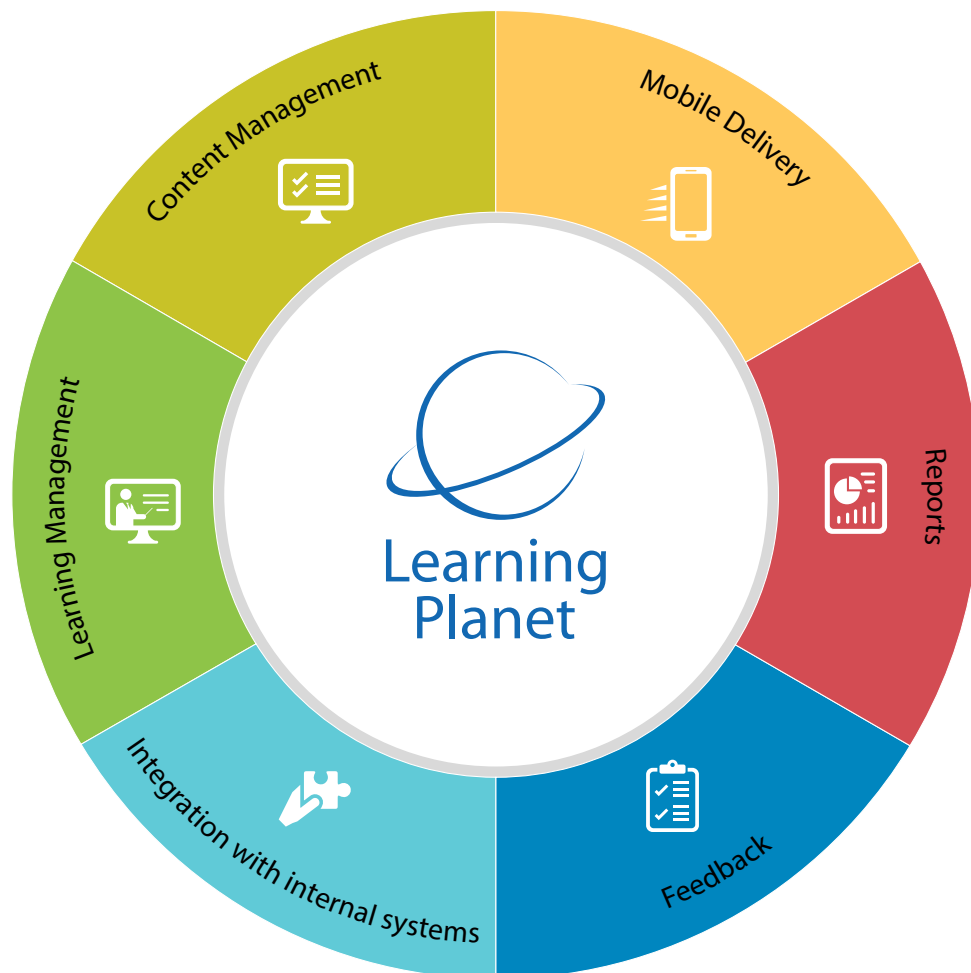 Content Management
Mobile Delivery
Learning Management
Reports
Learning
Planet
Integration with internal systems
Feedback